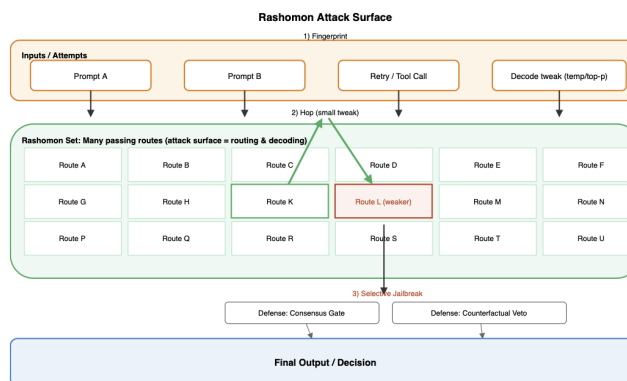 Rashomon Attack Surface
1) Fingerprint
Inputs / Attempts
Prompt A
Prompt B
Retry / Tool Call
Decode tweak (temp/top-p)
2) Hop (small tweak)
Rashomon Set: Many passing routes (attack surface = routing & decoding)
Route A
Route B
Route C
Route D
Route E
Route F
Route G
Route H
Route K
Route L (weaker)
Route M
Route N
Route P
Route Q
Route R
Route S
Route T
Route U
3) Selective Jailbreak
Defense: Consensus Gate
Defense: Counterfactual Veto
Final Output / Decision